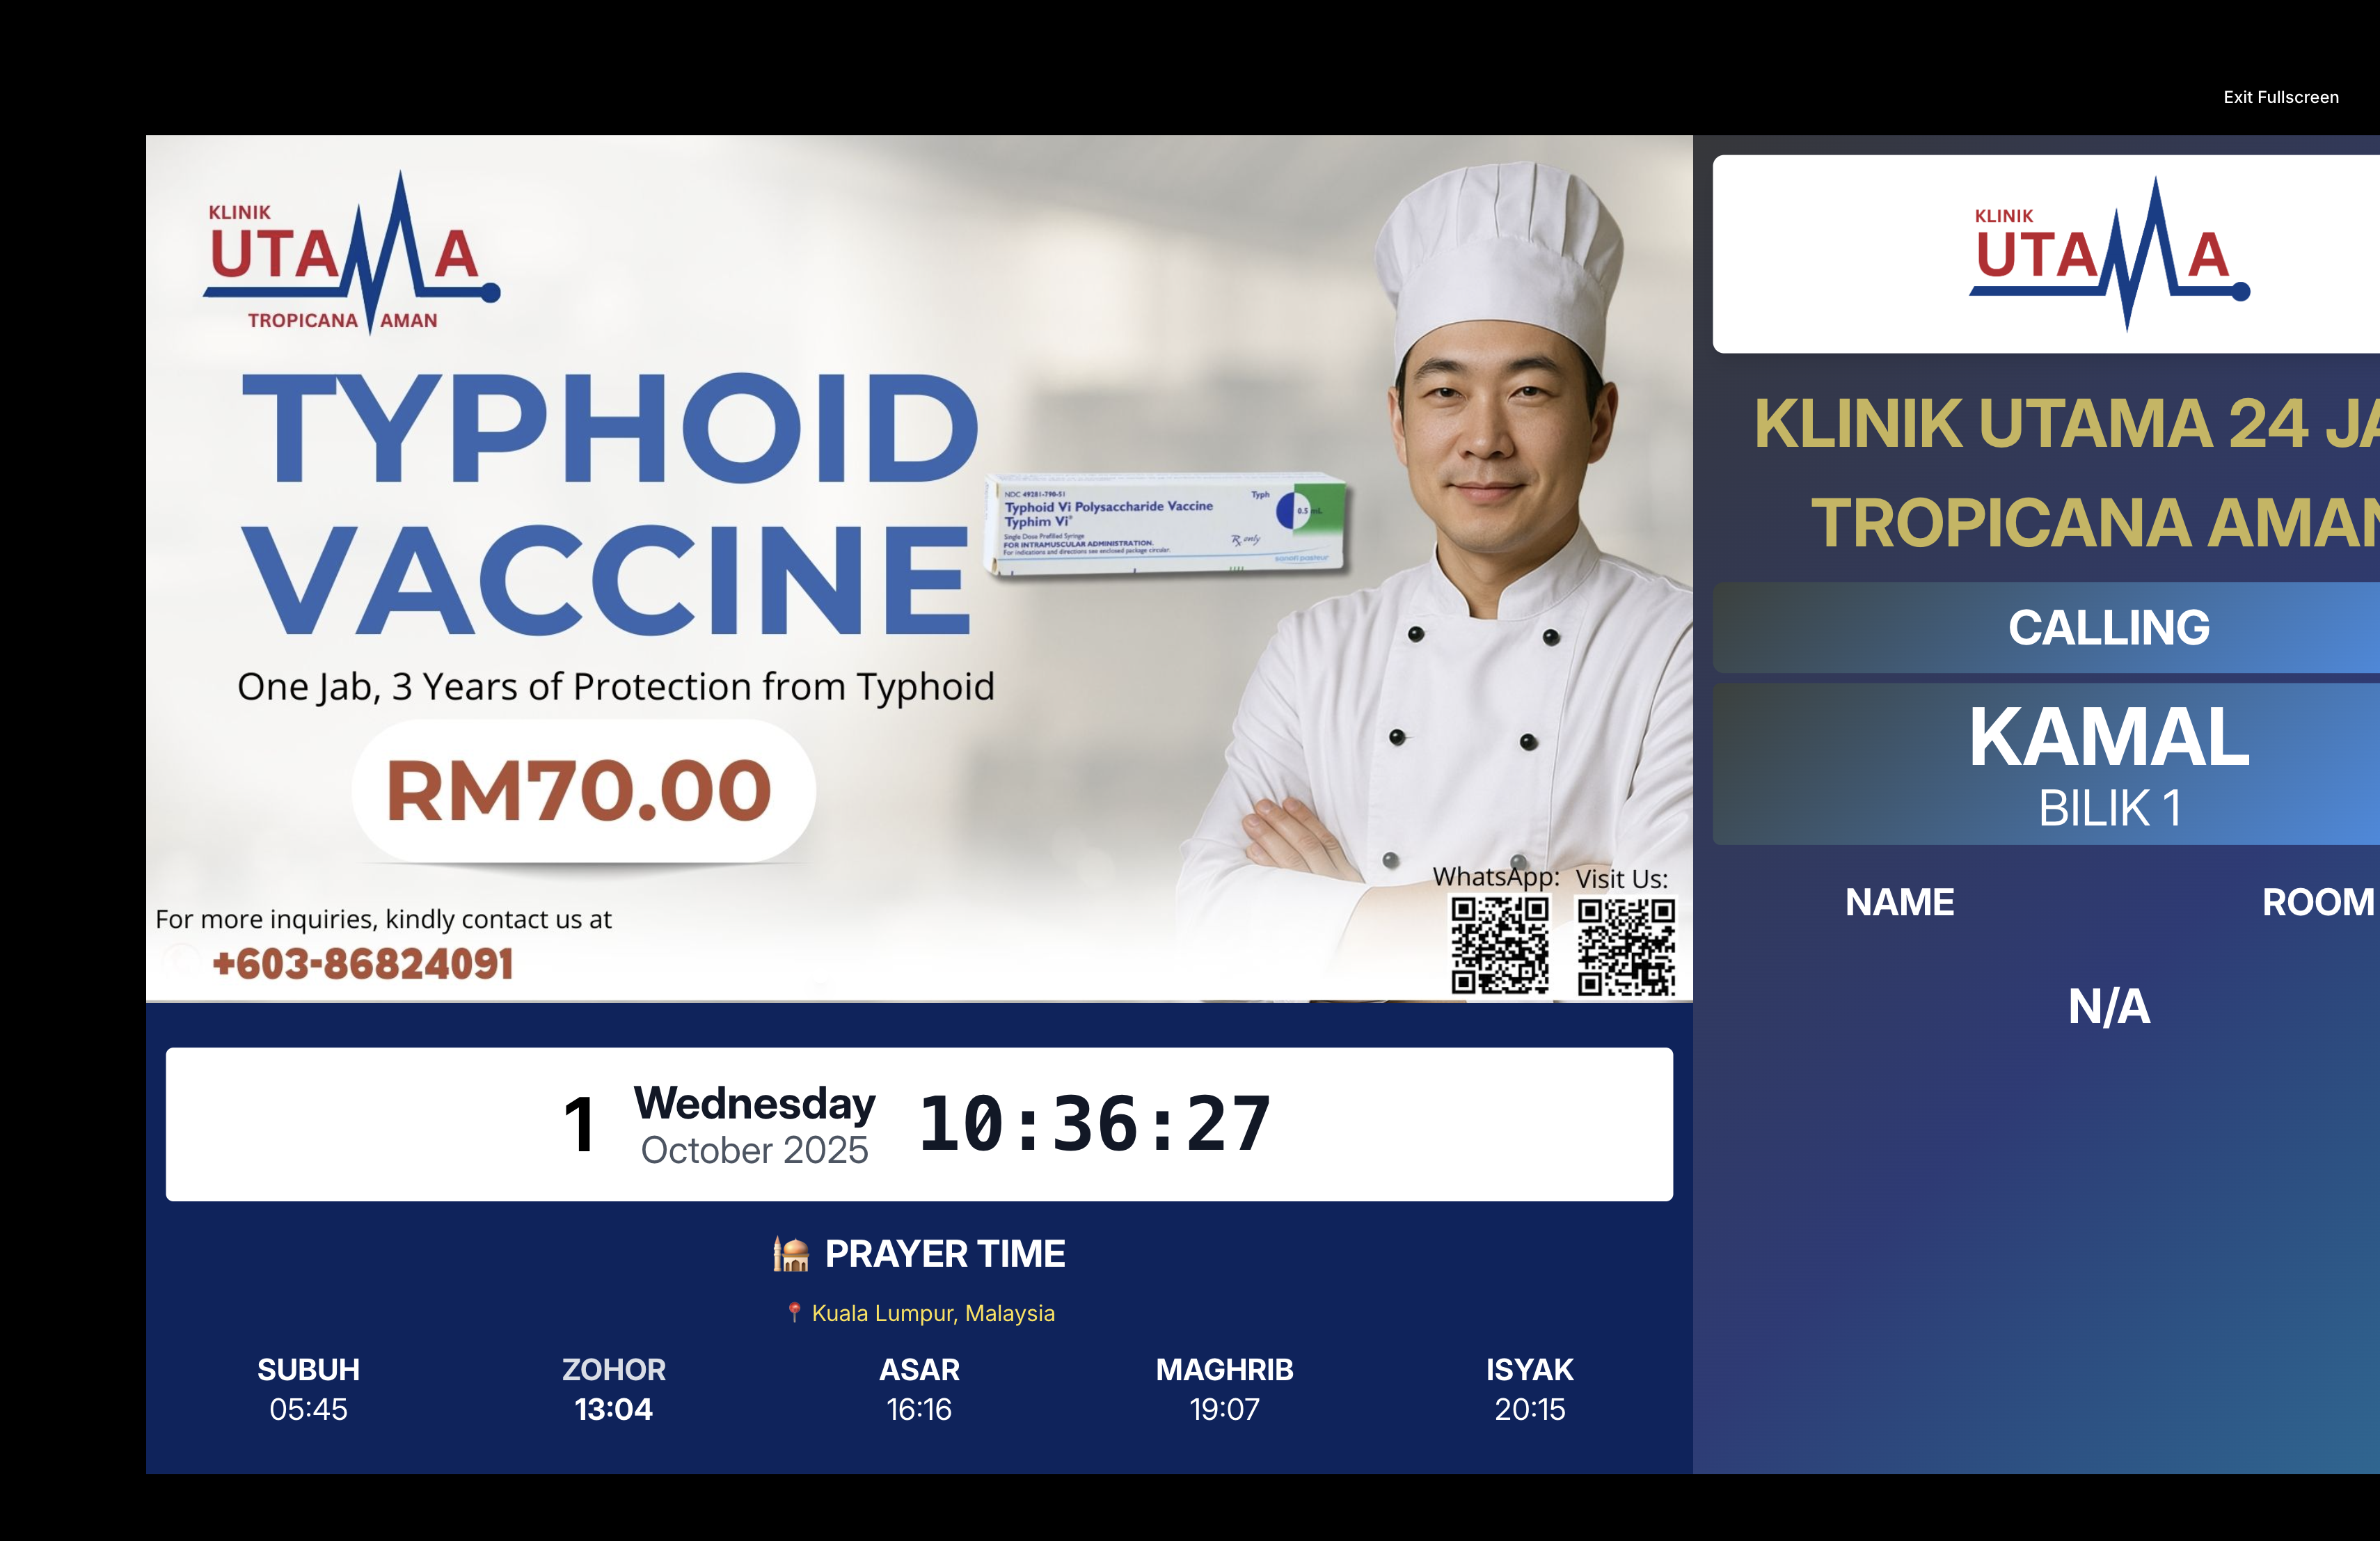 Exit Fullscreen
KLINIK
UTAMA
TROPICANA AMAN
TYPHOID
VACCINE
One Jab, 3 Years of Protection from Typhoid
RM70.00
NDC 49281-790-51
Typhoid Vi Polysaccharide Vaccine
Typhim Vi®
Single Dose Prefilled Syringe
FOR INTRAMUSCULAR ADMINISTRATION.
For indications and directions see enclosed package circular.
Typh
0.5 mL
Rx only
sanofi pasteur
For more inquiries, kindly contact us at
+603-86824091
WhatsApp: Visit Us:
1 Wednesday
October 2025
10:36:27
PRAYER TIME
Kuala Lumpur, Malaysia
SUBUH ZOHOR ASAR MAGHRIB ISYAK
05:45 13:04 16:16 19:07 20:15
KLINIK
UTAMA
KLINIK UTAMA 24 JA
TROPICANA AMAN
CALLING
KAMAL
BILIK 1
NAME ROOM
N/A